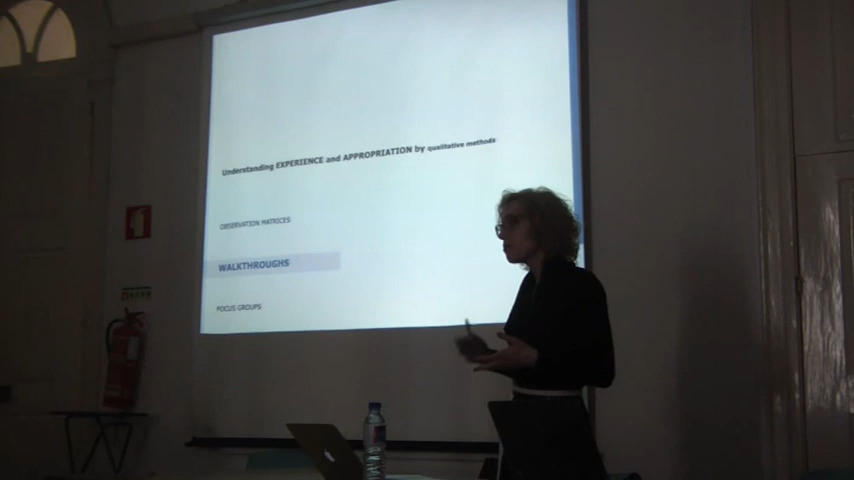 Understanding EXPERIENCE and APPROPRIATION by qualitative methods
OBSERVATION MATRICES
WALKTHROUGHS
FOCUS GROUPS